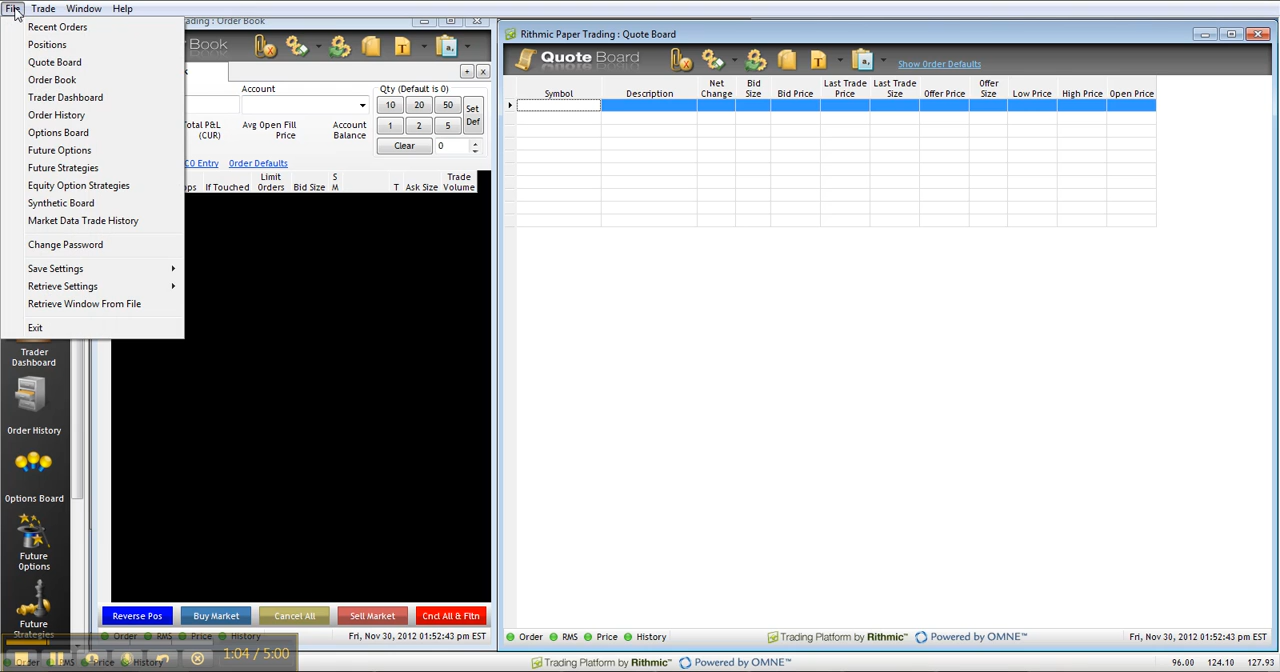 File Trade Window Help
Recent Orders
Positions
Quote Board
Order Book
Trader Dashboard
Order History
Options Board
Future Options
Future Strategies
Equity Option Strategies
Synthetic Board
Market Data Trade History
Change Password
Save Settings
Retrieve Settings
Retrieve Window From File
Exit
Trader Dashboard
Order History
Options Board
Future Options
Future Strategies
Trading : Order Book
Book
Account
Qty (Default is 0)
10 20 50 Set Def
1 2 5
Clear 0
Total P&L (CUR) Avg Open Fill Price Account Balance
Entry Order Defaults
If Touched Limit Orders Bid Size S M T Ask Size Trade Volume
Reverse Pos Buy Market Cancel All Sell Market Cncl All & Fltn
Order RMS Price History Fri, Nov 30, 2012 01:52:43 pm EST
Rithmic Paper Trading : Quote Board
Quote Board
Show Order Defaults
Symbol Description Net Change Bid Size Bid Price Last Trade Price Last Trade Size Offer Price Offer Size Low Price High Price Open Price
Order RMS Price History Trading Platform by Rithmic™ Powered by OMNE™ Fri, Nov 30, 2012 01:52:43 pm EST
1:04 / 5:00
Order RMS Price History Trading Platform by Rithmic™ Powered by OMNE™ 96.00 124.10 127.93